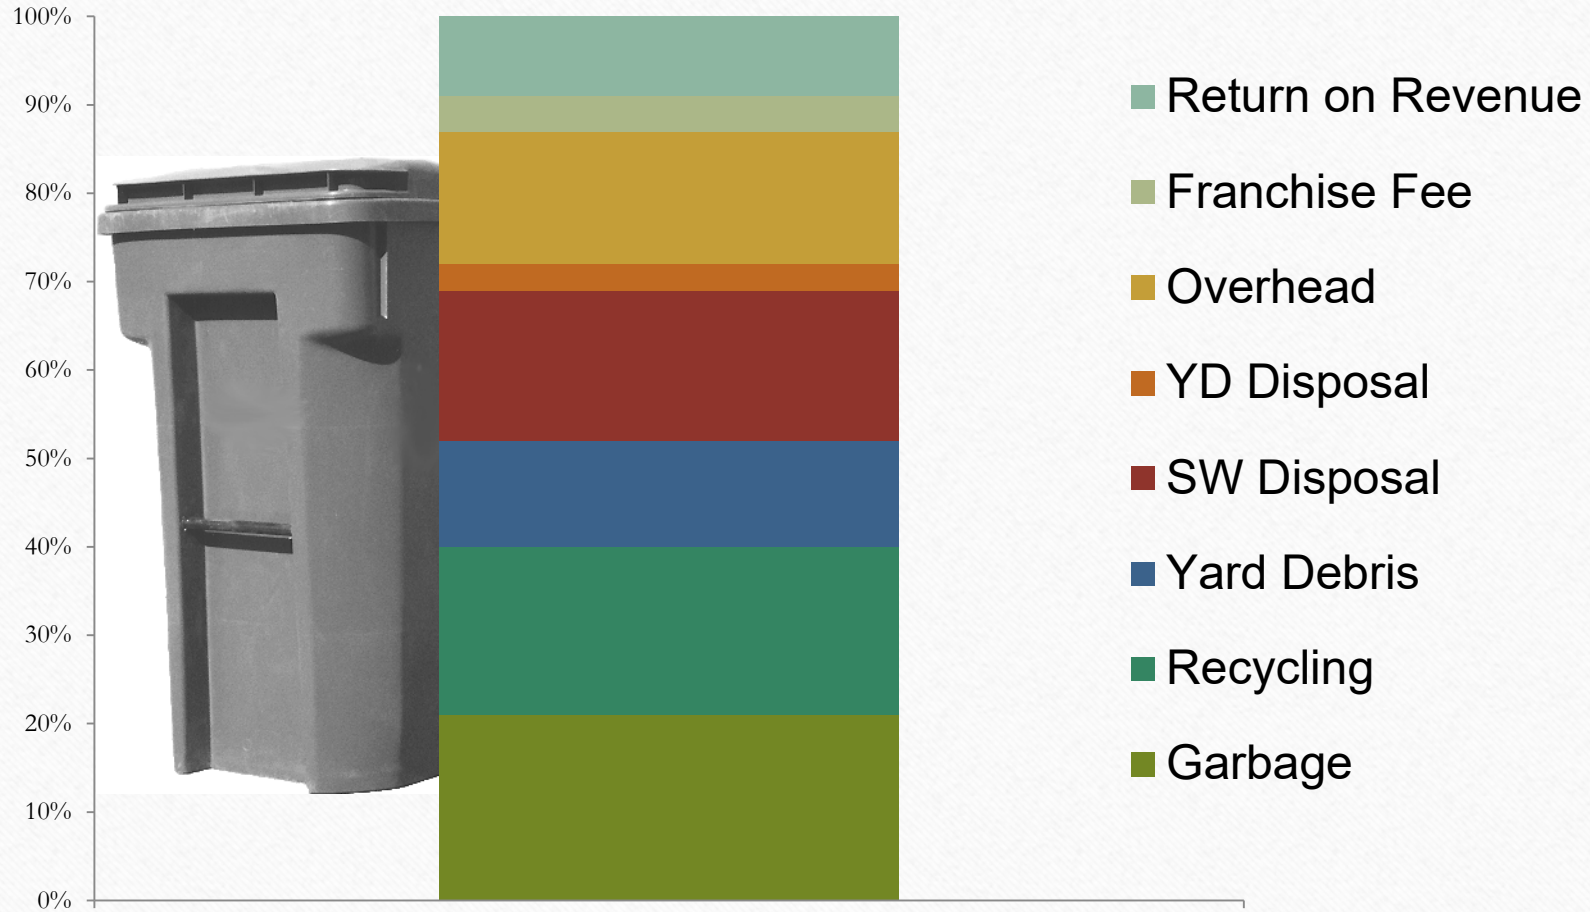 100%
90%
80%
70%
60%
50%
40%
30%
20%
10%
0%
Return on Revenue
Franchise Fee
Overhead
YD Disposal
SW Disposal
Yard Debris
Recycling
Garbage